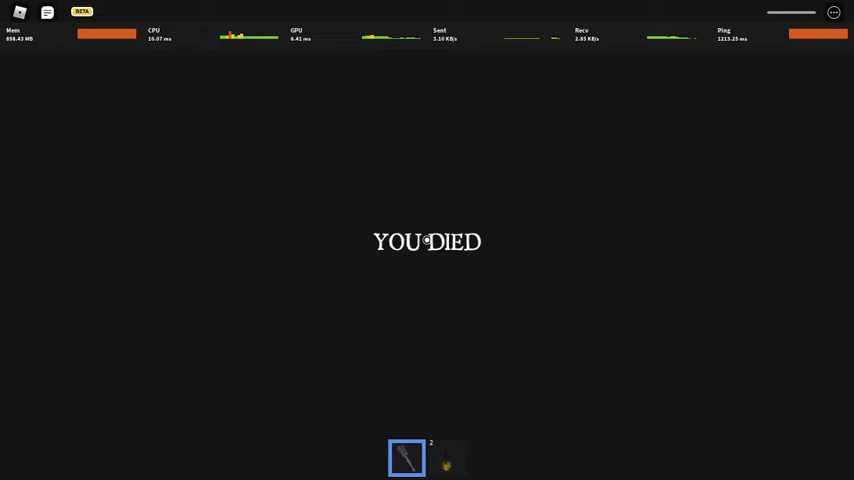 BETA
Mem CPU GPU Sent Recv Ping
898.43 MB 16.07 ms 6.41 ms 3.10 KB/s 2.85 KB/s 1213.25 ms
YOU DIED
2